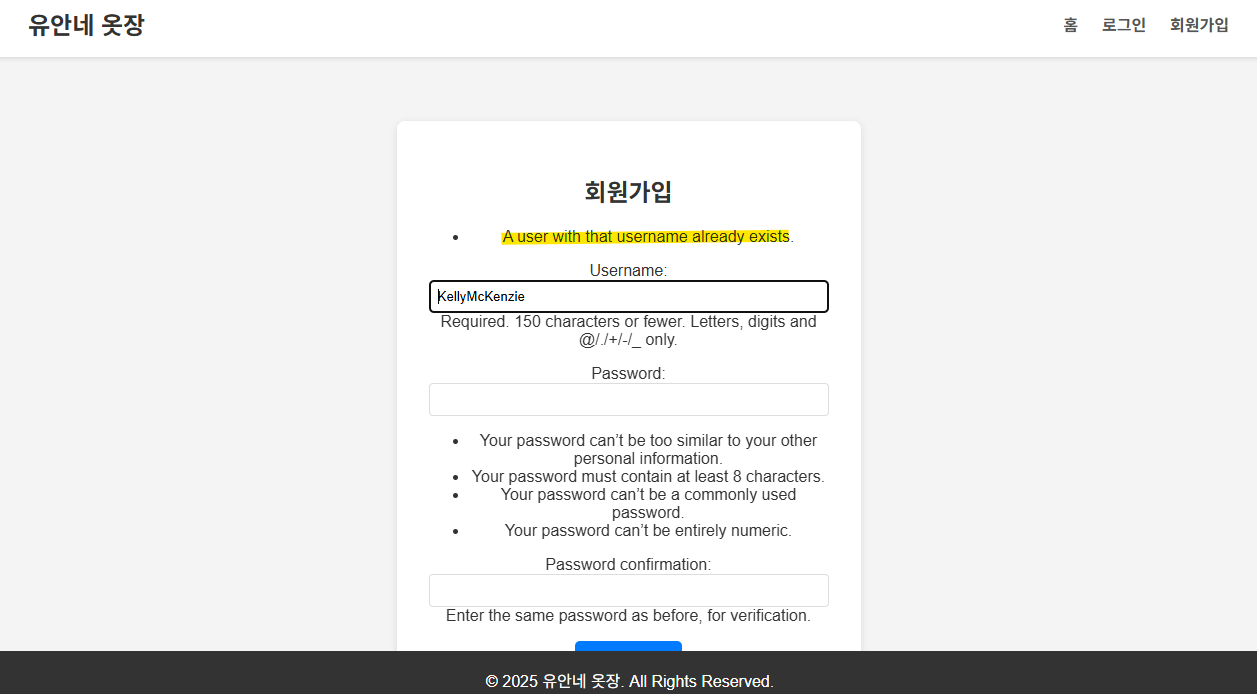 유안네 옷장
홈 로그인 회원가입
회원가입
A user with that username already exists.
Username:
KellyMcKenzie
Required. 150 characters or fewer. Letters, digits and
@/./+/-/_ only.
Password:
Your password can’t be too similar to your other
personal information.
Your password must contain at least 8 characters.
Your password can’t be a commonly used
password.
Your password can’t be entirely numeric.
Password confirmation:
Enter the same password as before, for verification.
© 2025 유안네 옷장. All Rights Reserved.